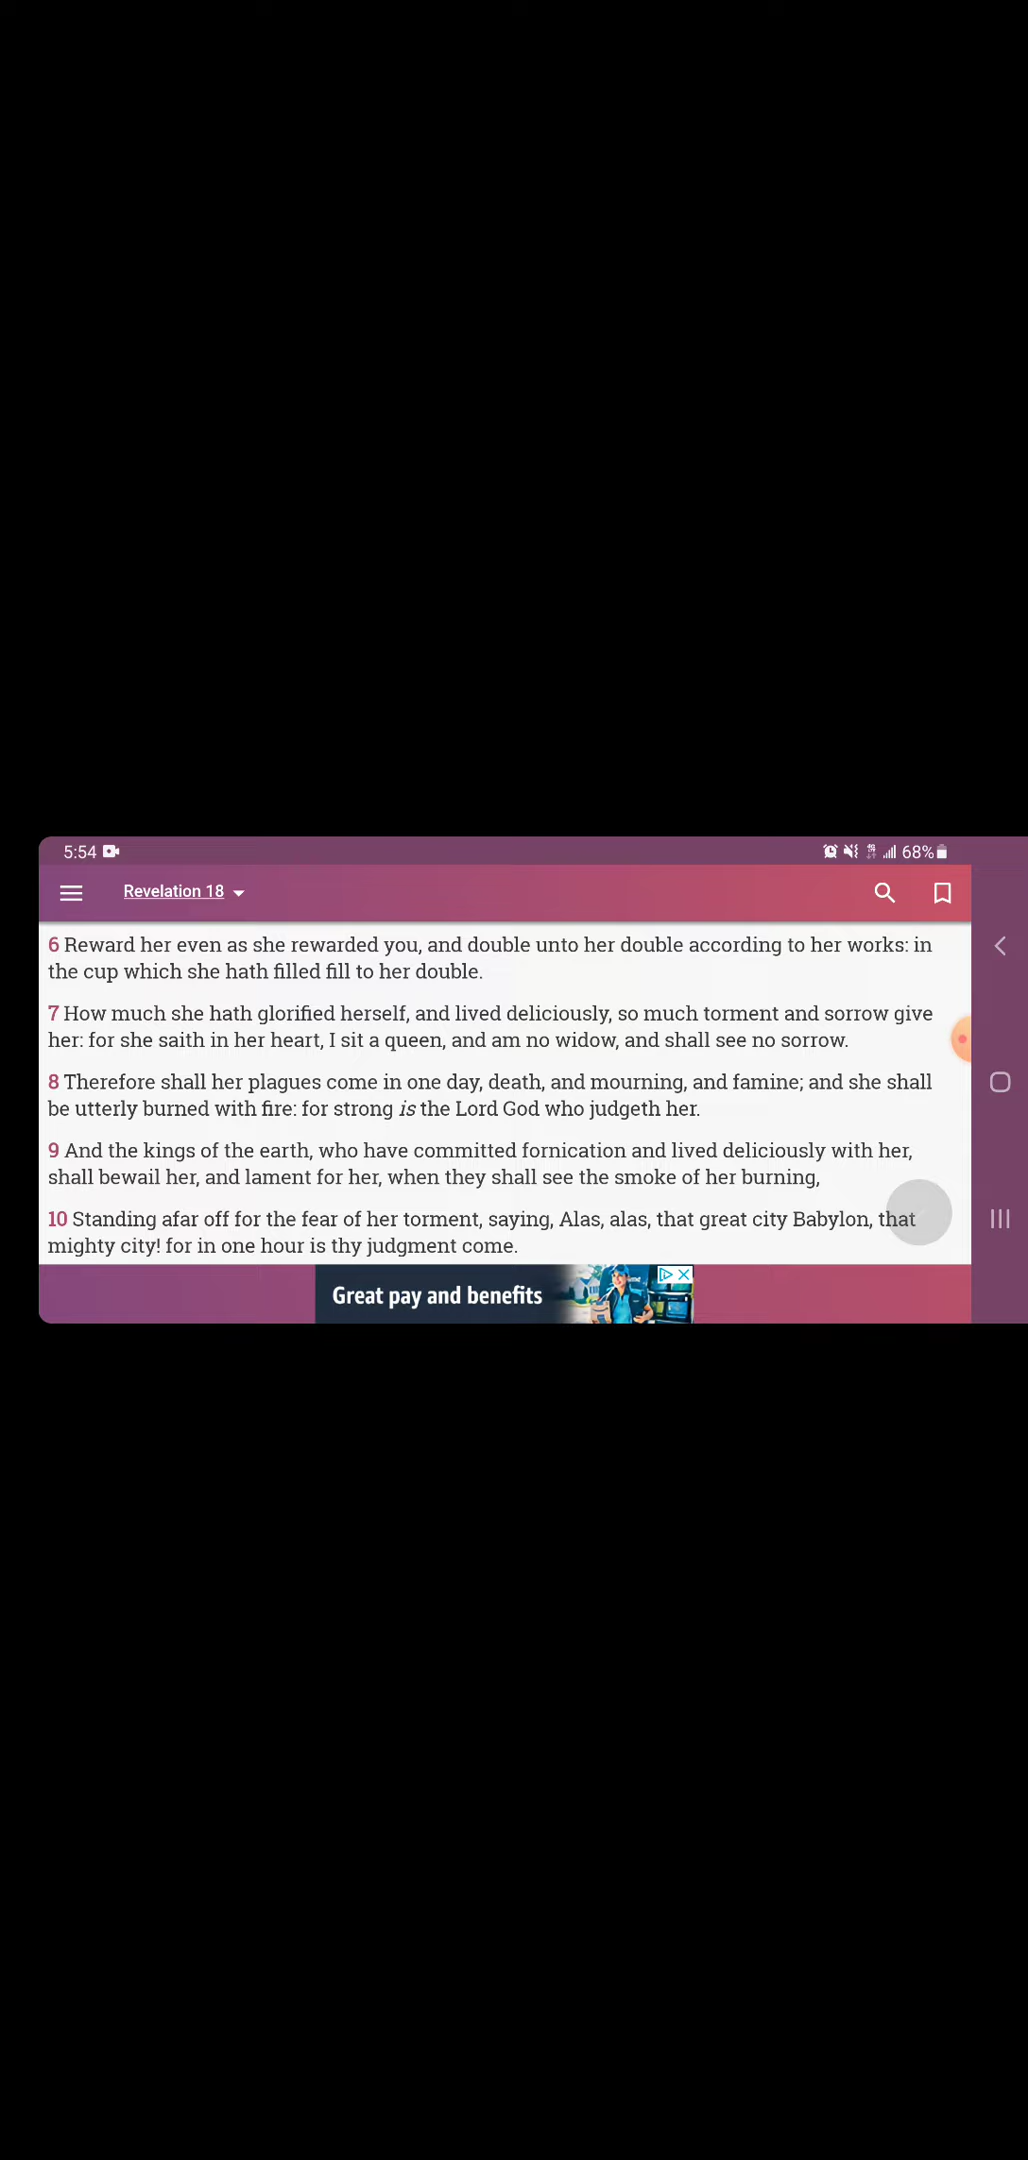 5:54
68%
Revelation 18
6 Reward her even as she rewarded you, and double unto her double according to her works: in
the cup which she hath filled fill to her double.
7 How much she hath glorified herself, and lived deliciously, so much torment and sorrow give
her: for she saith in her heart, I sit a queen, and am no widow, and shall see no sorrow.
8 Therefore shall her plagues come in one day, death, and mourning, and famine; and she shall
be utterly burned with fire: for strong is the Lord God who judgeth her.
9 And the kings of the earth, who have committed fornication and lived deliciously with her,
shall bewail her, and lament for her, when they shall see the smoke of her burning,
10 Standing afar off for the fear of her torment, saying, Alas, alas, that great city Babylon, that
mighty city! for in one hour is thy judgment come.
Great pay and benefits